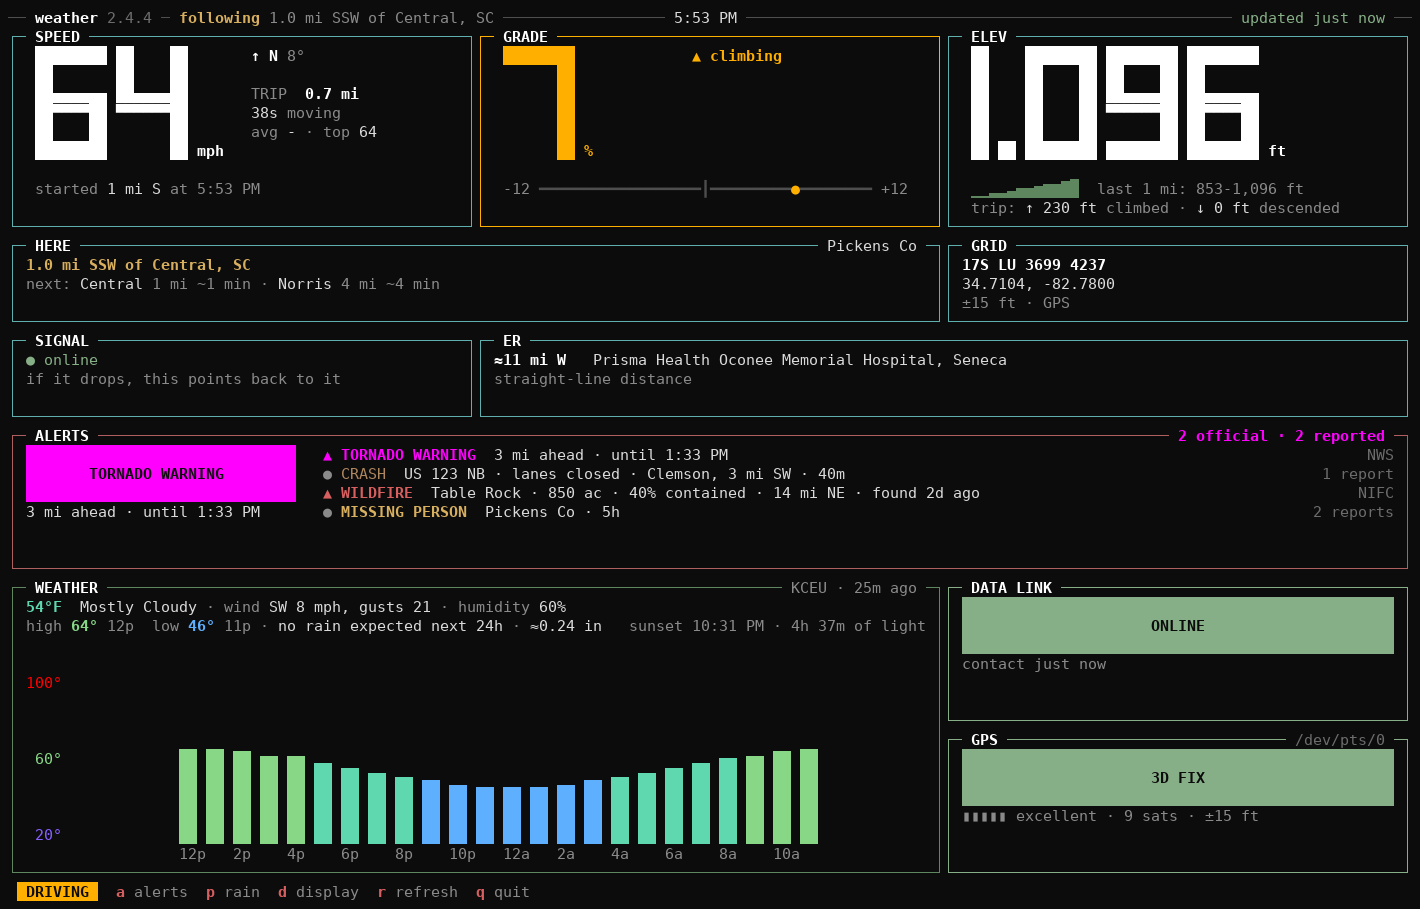 weather 2.4.4 following 1.0 mi SSW of Central, SC 5:53 PM updated just now
SPEED
64 mph
↑ N 8°
TRIP 0.7 mi
38s moving
avg - · top 64
started 1 mi S at 5:53 PM
GRADE
7 %
▲ climbing
-12 +12
ELEV
1,096 ft
last 1 mi: 853-1,096 ft
trip: ↑ 230 ft climbed · ↓ 0 ft descended
HERE Pickens Co
1.0 mi SSW of Central, SC
next: Central 1 mi ~1 min · Norris 4 mi ~4 min
GRID
17S LU 3699 4237
34.7104, -82.7800
±15 ft · GPS
SIGNAL
● online
if it drops, this points back to it
ER
≈11 mi W Prisma Health Oconee Memorial Hospital, Seneca
straight-line distance
ALERTS 2 official · 2 reported
TORNADO WARNING
3 mi ahead · until 1:33 PM
▲ TORNADO WARNING 3 mi ahead · until 1:33 PM NWS
● CRASH US 123 NB · lanes closed · Clemson, 3 mi SW · 40m 1 report
▲ WILDFIRE Table Rock · 850 ac · 40% contained · 14 mi NE · found 2d ago NIFC
● MISSING PERSON Pickens Co · 5h 2 reports
WEATHER KCEU · 25m ago
54°F Mostly Cloudy · wind SW 8 mph, gusts 21 · humidity 60%
high 64° 12p low 46° 11p · no rain expected next 24h · ≈0.24 in sunset 10:31 PM · 4h 37m of light
100°
60°
20°
12p 2p 4p 6p 8p 10p 12a 2a 4a 6a 8a 10a
DATA LINK
ONLINE
contact just now
GPS /dev/pts/0
3D FIX
▮▮▮▮▮ excellent · 9 sats · ±15 ft
DRIVING a alerts p rain d display r refresh q quit